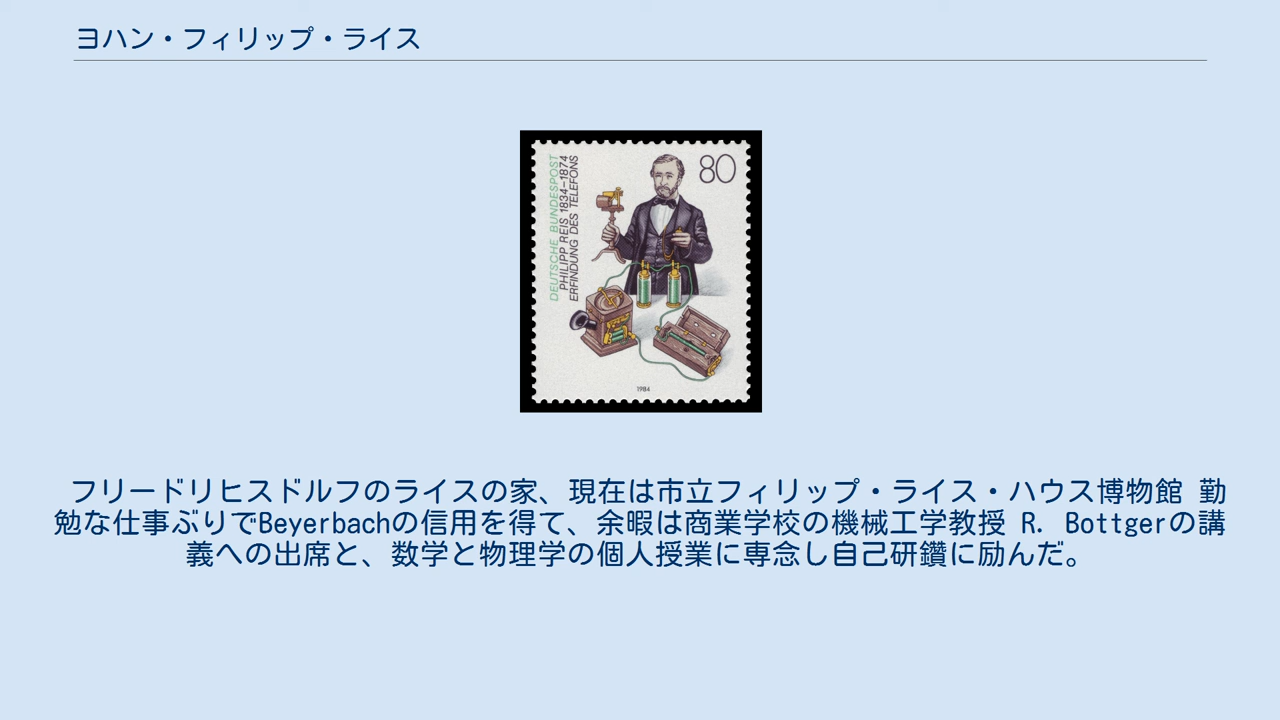 ヨハン・フィリップ・ライス
DEUTSCHE BUNDESPOST
PHILIPP REIS 1834–1874
ERFINDUNG DES TELEFONS
80
1984
フリードリヒスドルフのライスの家、現在は市立フィリップ・ライス・ハウス博物館 勤
勉な仕事ぶりでBeyerbachの信用を得て、余暇は商業学校の機械工学教授 R. Bottgerの講
義への出席と、数学と物理学の個人授業に専念し自己研鑽に励んだ。